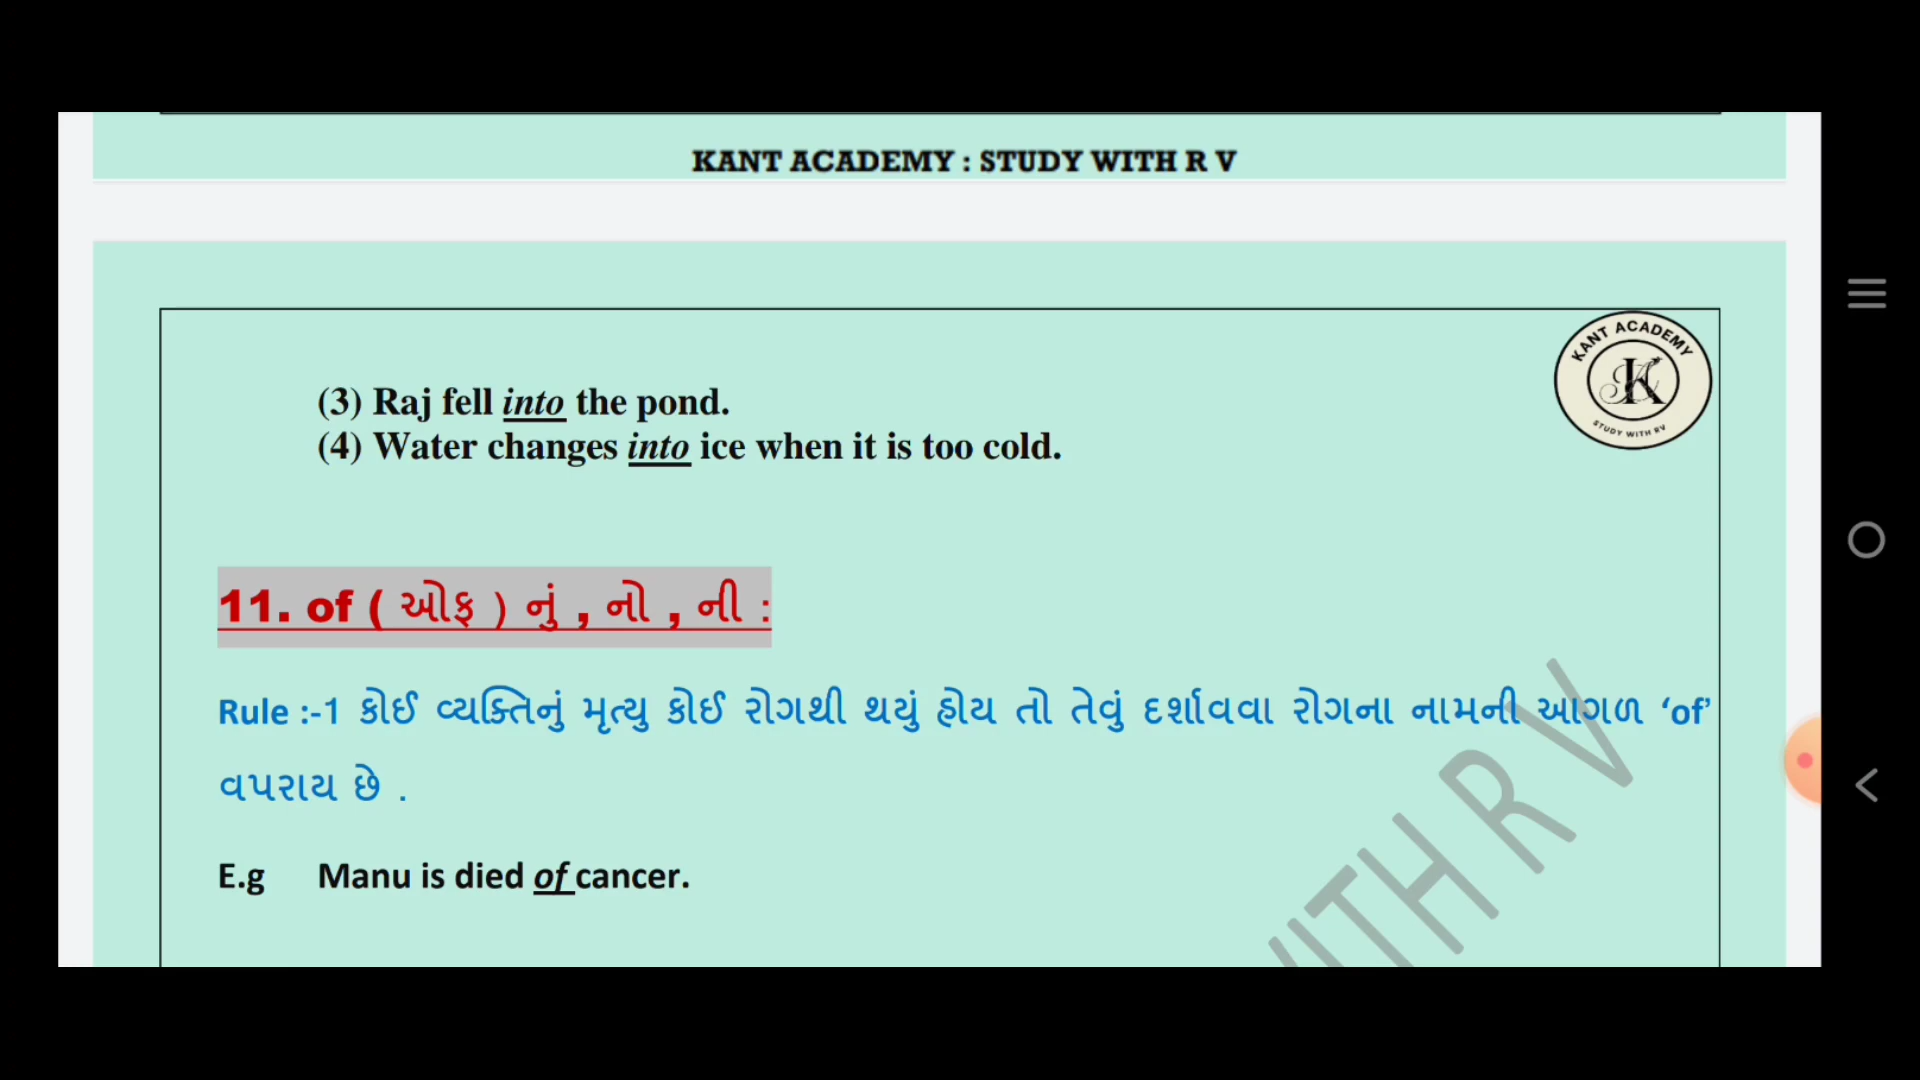 KANT ACADEMY : STUDY WITH R V
KANT ACADEMY
K
STUDY WITH RV
(3) Raj fell into the pond.
(4) Water changes into ice when it is too cold.
11. of ( ઓફ ) નું , નો , ની :
Rule :-1 કોઈ વ્યક્તિનું મૃત્યુ કોઈ રોગથી થયું હોય તો તેવું દર્શાવવા રોગના નામની આગળ ‘of’
વપરાય છે .
E.g Manu is died of cancer.
WITH R V